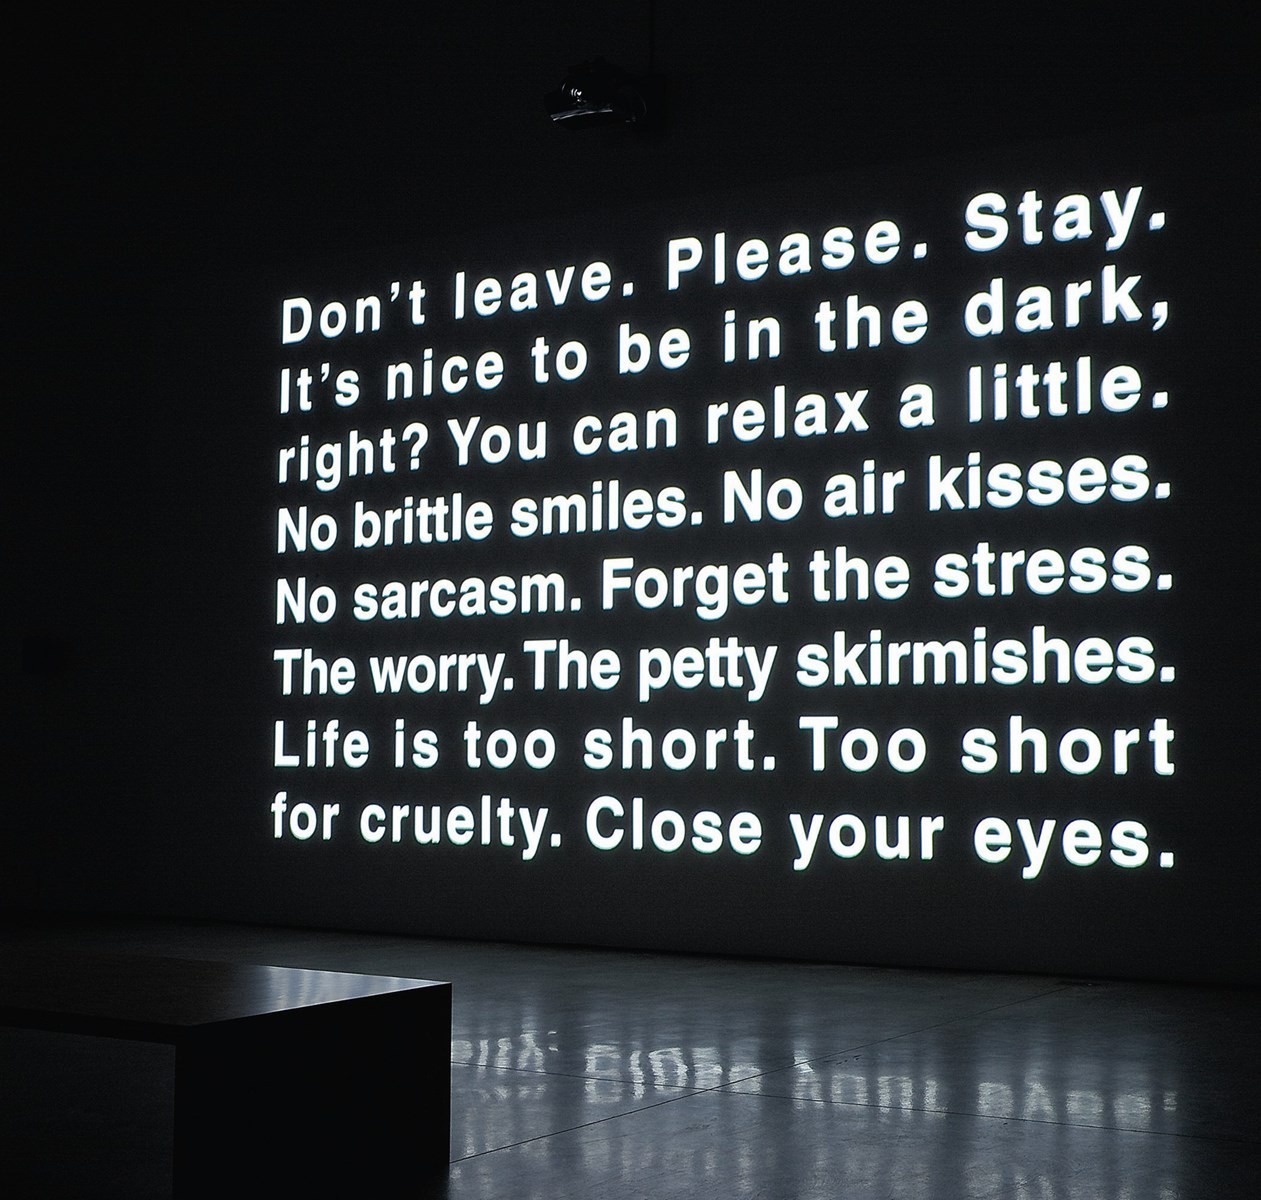 Don’t leave. Please. Stay.
It’s nice to be in the dark,
right? You can relax a little.
No brittle smiles. No air kisses.
No sarcasm. Forget the stress.
The worry. The petty skirmishes.
Life is too short. Too short
for cruelty. Close your eyes.